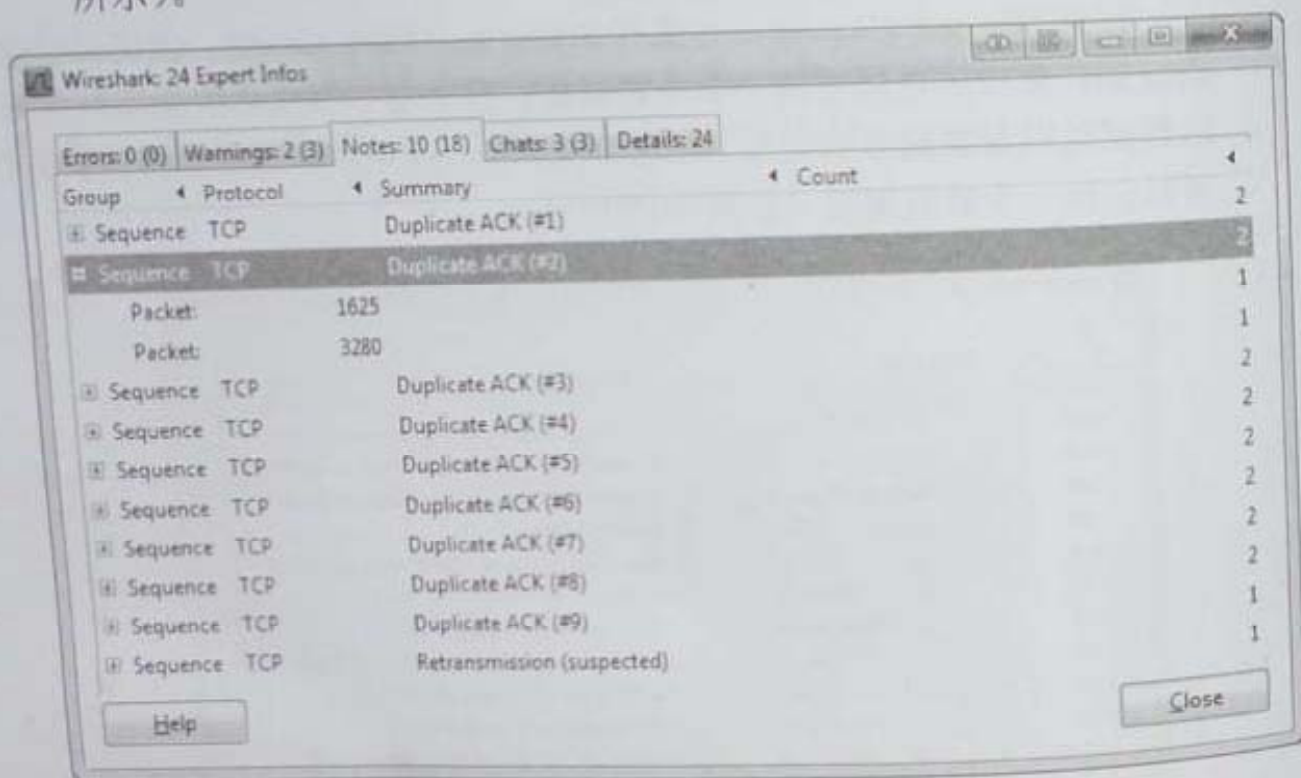 所示
Wireshark: 24 Expert Infos
Errors: 0 (0) Warnings: 2 (3) Notes: 10 (18) Chats: 3 (3) Details: 24
Group Protocol Summary Count
Sequence TCP Duplicate ACK (#1) 2
Sequence TCP Duplicate ACK (#2) 2
Packet: 1625 1
Packet: 3280 1
Sequence TCP Duplicate ACK (#3) 2
Sequence TCP Duplicate ACK (#4) 2
Sequence TCP Duplicate ACK (#5) 2
Sequence TCP Duplicate ACK (#6) 2
Sequence TCP Duplicate ACK (#7) 2
Sequence TCP Duplicate ACK (#8) 2
Sequence TCP Duplicate ACK (#9) 1
Sequence TCP Retransmission (suspected) 1
Help Close